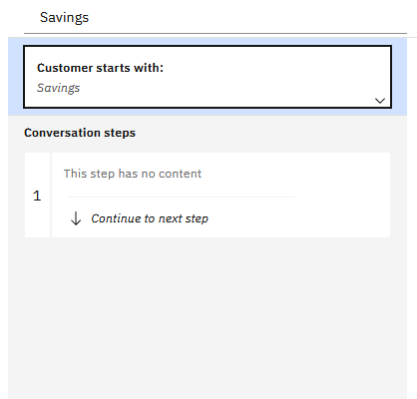 Savings
Customer starts with:
Savings
Conversation steps
This step has no content
1
Continue to next step